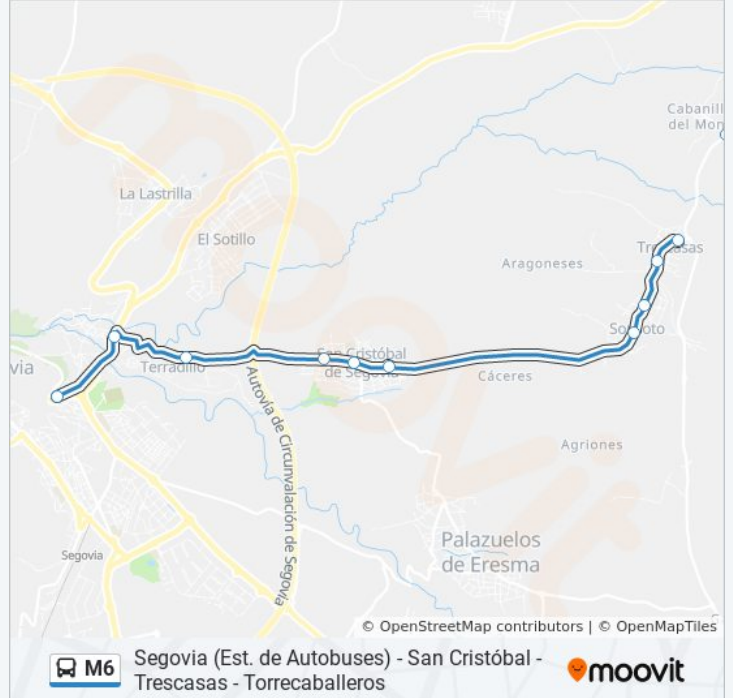 Cabanill
del Mon
La Lastrilla
El Sotillo
Trescasas
Aragoneses
Sonsoto
San Cristóbal
de Segovia
via
Terradillo
Cáceres
Autovía de Circunvalación de Segovia
Agriones
Palazuelos
de Eresma
Segovia
© OpenStreetMap contributors | © OpenMapTiles
M6
Segovia (Est. de Autobuses) - San Cristóbal -
Trescasas - Torrecaballeros
moovit